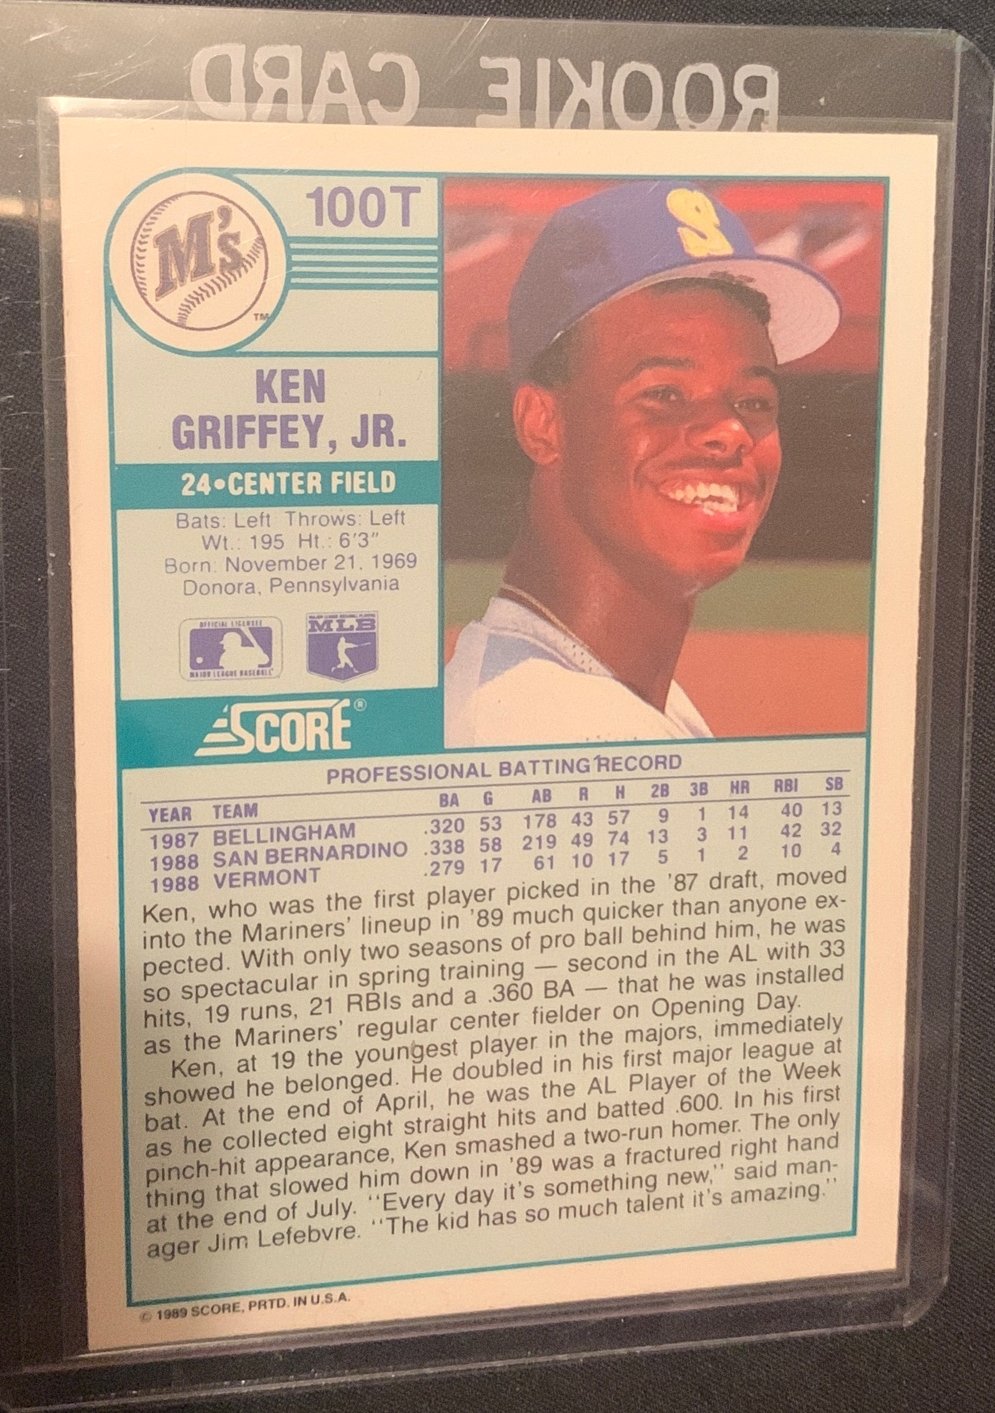 ROOKIE CARD
M's
TM
100T
S
KEN
GRIFFEY, JR.
24•CENTER FIELD
Bats: Left Throws: Left
Wt.: 195 Ht.: 6'3"
Born: November 21, 1969
Donora, Pennsylvania
OFFICIAL LICENSEE
MAJOR LEAGUE BASEBALL
MAJOR LEAGUE BASEBALL PLAYERS
MLB
SCORE®
PROFESSIONAL BATTING RECORD
YEAR TEAM BA G AB R H 2B 3B HR RBI SB
1987 BELLINGHAM .320 53 178 43 57 9 1 14 40 13
1988 SAN BERNARDINO .338 58 219 49 74 13 3 11 42 32
1988 VERMONT .279 17 61 10 17 5 1 2 10 4
Ken, who was the first player picked in the '87 draft, moved
into the Mariners' lineup in '89 much quicker than anyone ex-
pected. With only two seasons of pro ball behind him, he was
so spectacular in spring training — second in the AL with 33
hits, 19 runs, 21 RBIs and a .360 BA — that he was installed
as the Mariners' regular center fielder on Opening Day.
Ken, at 19 the youngest player in the majors, immediately
showed he belonged. He doubled in his first major league at
bat. At the end of April, he was the AL Player of the Week
as he collected eight straight hits and batted .600. In his first
pinch-hit appearance, Ken smashed a two-run homer. The only
thing that slowed him down in '89 was a fractured right hand
at the end of July. "Every day it's something new," said man-
ager Jim Lefebvre. "The kid has so much talent it's amazing."
© 1989 SCORE, PRTD. IN U.S.A.